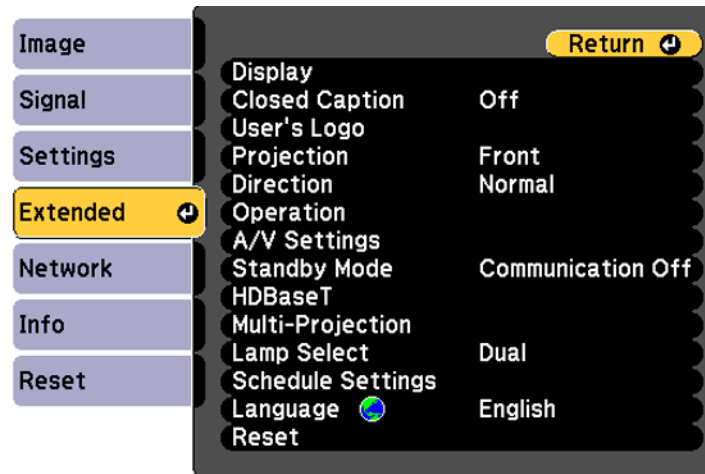 Image
Signal
Settings
Extended
Network
Info
Reset
Return
Display
Closed Caption Off
User's Logo
Projection Front
Direction Normal
Operation
A/V Settings
Standby Mode Communication Off
HDBaseT
Multi-Projection
Lamp Select Dual
Schedule Settings
Language English
Reset